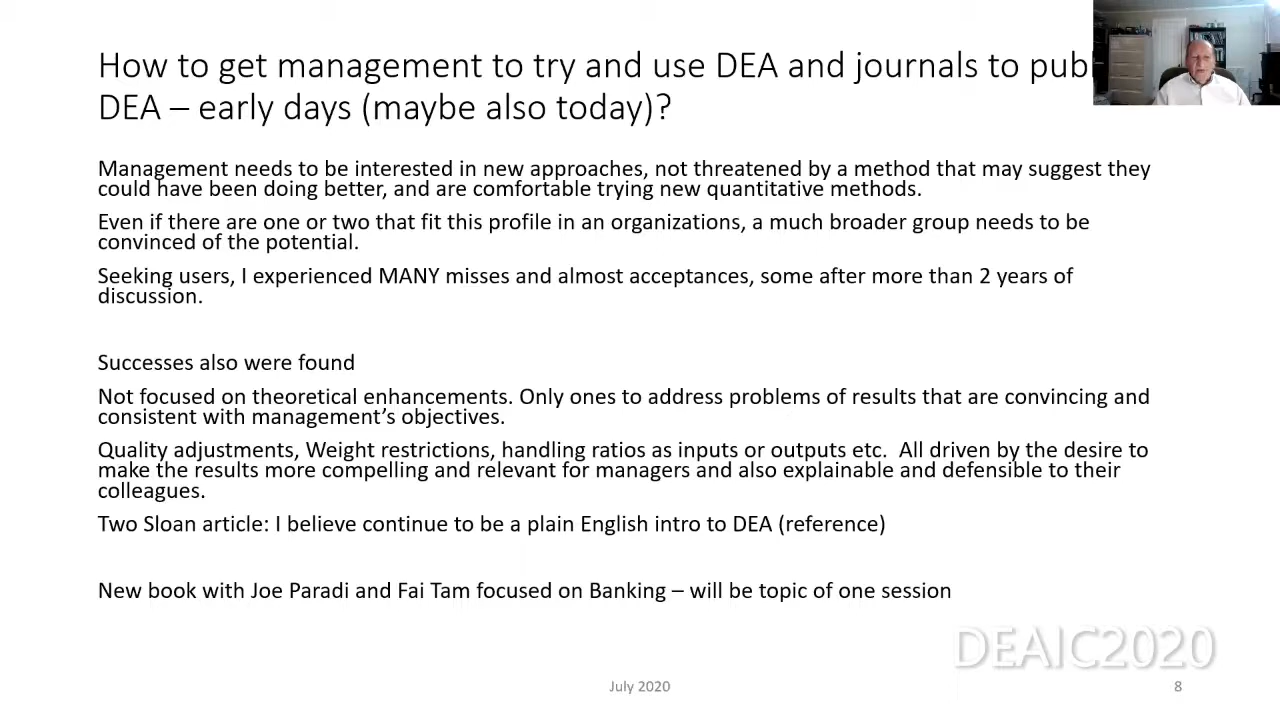 How to get management to try and use DEA and journals to publ
DEA – early days (maybe also today)?
Management needs to be interested in new approaches, not threatened by a method that may suggest they
could have been doing better, and are comfortable trying new quantitative methods.
Even if there are one or two that fit this profile in an organizations, a much broader group needs to be
convinced of the potential.
Seeking users, I experienced MANY misses and almost acceptances, some after more than 2 years of
discussion.
Successes also were found
Not focused on theoretical enhancements. Only ones to address problems of results that are convincing and
consistent with management’s objectives.
Quality adjustments, Weight restrictions, handling ratios as inputs or outputs etc.  All driven by the desire to
make the results more compelling and relevant for managers and also explainable and defensible to their
colleagues.
Two Sloan article: I believe continue to be a plain English intro to DEA (reference)
New book with Joe Paradi and Fai Tam focused on Banking – will be topic of one session
DEAIC2020
July 2020
8